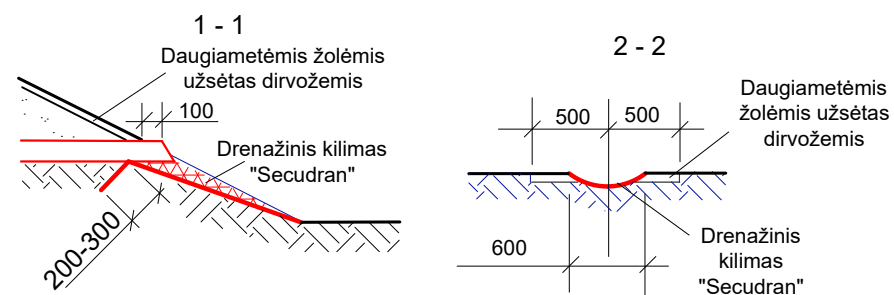 1 - 1
Daugiametėmis žolėmis
užsėtas dirvožemis
100
Drenažinis kilimas
"Secudran"
200-300
2 - 2
Daugiametėmis
žolėmis užsėtas
dirvožemis
500
500
600
Drenažinis
kilimas
"Secudran"